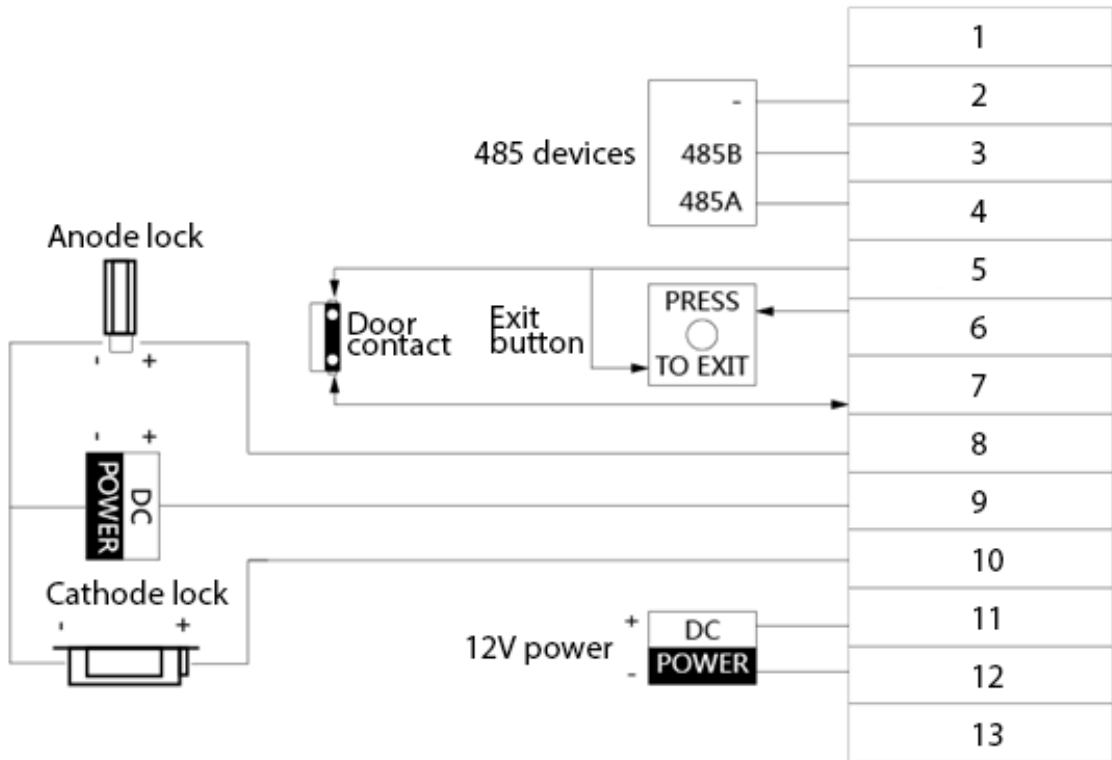 1
2
3
4
5
6
7
8
9
10
11
12
13
485 devices
-
485B
485A
Anode lock
- +
Door
contact
Exit
button
PRESS
TO EXIT
- +
POWER
DC
Cathode lock
- +
12V power
+
-
DC
POWER